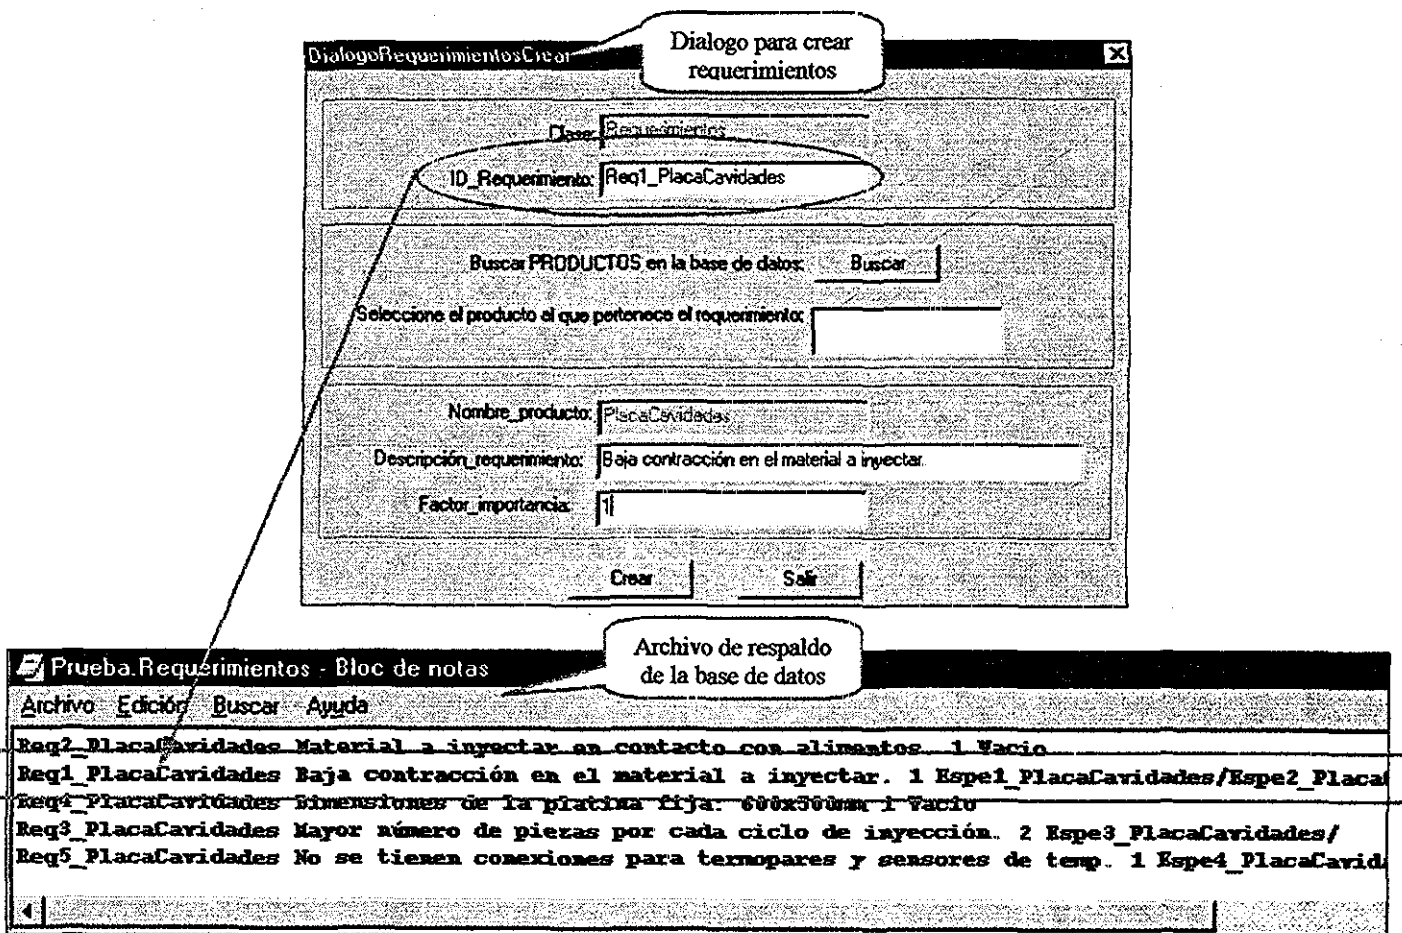 Dialogo para crear
requerimientos
DialogoRequerimientosCrear
Clase: Requerimientos
ID_Requerimiento: Req1_PlacaCavidades
Buscar PRODUCTOS en la base de datos: Buscar
Seleccione el producto al que pertenece el requerimiento:
Nombre_producto: PlacaCavidades
Descripción_requerimiento: Baja contracción en el material a inyectar.
Factor_importancia: 1
Crear Salir
Archivo de respaldo
de la base de datos
Prueba.Requerimientos - Bloc de notas
Archivo Edición Buscar Ayuda
Req2_PlacaCavidades Material a inyectar en contacto con alimentos. 1 Vacio
Req1_PlacaCavidades Baja contracción en el material a inyectar. 1 Espe1_PlacaCavidades/Espe2_Placa
Req4_PlacaCavidades Dimensiones de la platina fija: 600x500mm 1 Vacio
Req3_PlacaCavidades Mayor número de piezas por cada ciclo de inyección. 2 Espe3_PlacaCavidades/
Req5_PlacaCavidades No se tienen conexiones para termopares y sensores de temp. 1 Espe4_PlacaCavid